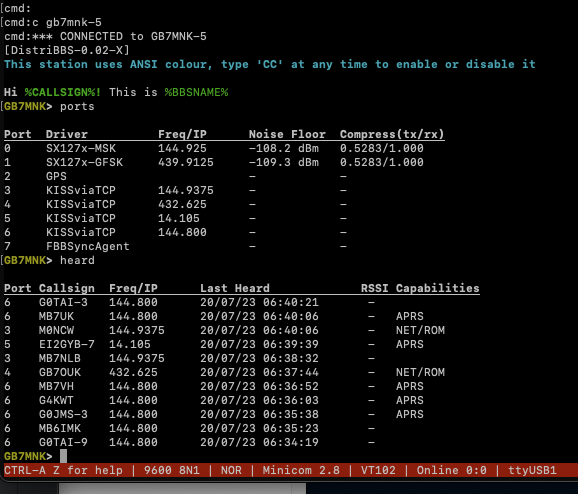 cmd:
cmd:c gb7mnk-5
cmd:*** CONNECTED to GB7MNK-5
[DistriBBS-0.02-X]
This station uses ANSI colour, type 'CC' at any time to enable or disable it
Hi %CALLSIGN%! This is %BBSNAME%
GB7MNK> ports
Port Driver Freq/IP Noise Floor Compress(tx/rx)
0 SX127x-MSK 144.925 -108.2 dBm 0.5283/1.000
1 SX127x-GFSK 439.9125 -109.3 dBm 0.5283/1.000
2 GPS - -
3 KISSviaTCP 144.9375 - -
4 KISSviaTCP 432.625 - -
5 KISSviaTCP 14.105 - -
6 KISSviaTCP 144.800 - -
7 FBBSyncAgent - -
GB7MNK> heard
Port Callsign Freq/IP Last Heard RSSI Capabilities
6 G0TAI-3 144.800 20/07/23 06:40:21 -
6 MB7UK 144.800 20/07/23 06:40:06 - APRS
3 M0NCW 144.9375 20/07/23 06:40:06 - NET/ROM
5 EI2GYB-7 14.105 20/07/23 06:39:39 - APRS
3 MB7NLB 144.9375 20/07/23 06:38:32 -
4 GB7OUK 432.625 20/07/23 06:37:44 - NET/ROM
6 MB7VH 144.800 20/07/23 06:36:52 - APRS
6 G4KWT 144.800 20/07/23 06:36:03 - APRS
6 G0JMS-3 144.800 20/07/23 06:35:38 - APRS
6 MB6IMK 144.800 20/07/23 06:35:23 -
6 G0TAI-9 144.800 20/07/23 06:34:19 -
GB7MNK>
CTRL-A Z for help | 9600 8N1 | NOR | Minicom 2.8 | VT102 | Online 0:0 | ttyUSB1